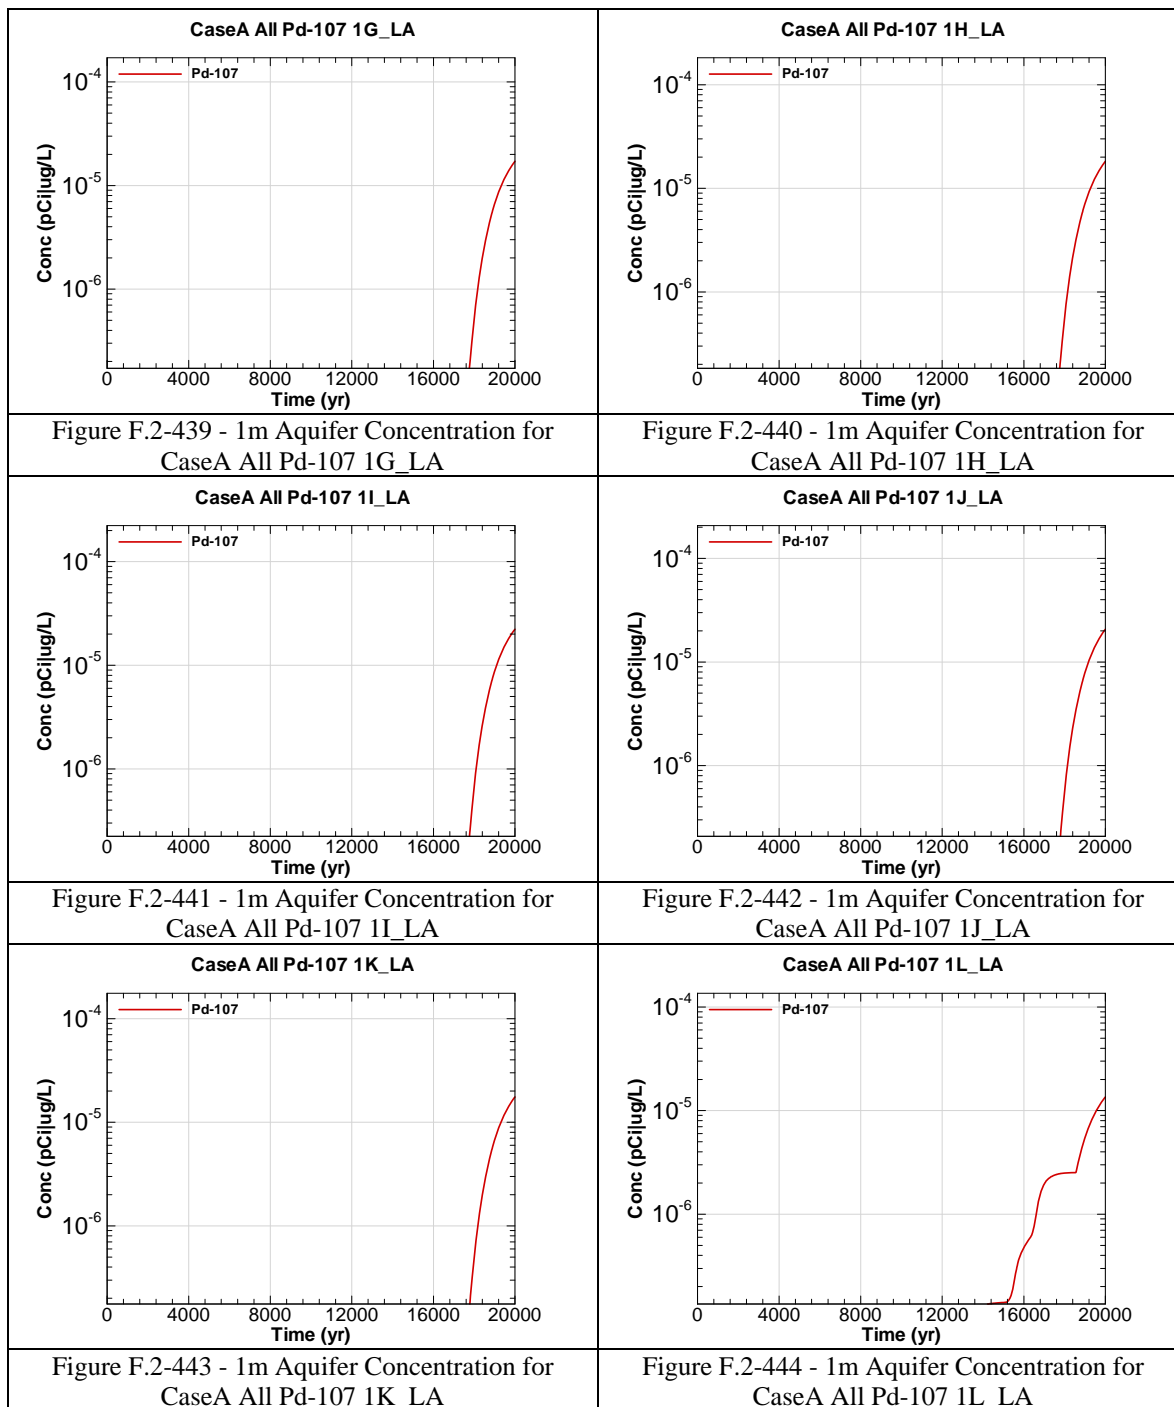 CaseA All Pd-107 1G_LA
Pd-107
10^-4
10^-5
10^-6
Conc (pCi|ug/L)
0 4000 8000 12000 16000 20000
Time (yr)
Figure F.2-439 - 1m Aquifer Concentration for
CaseA All Pd-107 1G_LA
CaseA All Pd-107 1H_LA
Pd-107
10^-4
10^-5
10^-6
Conc (pCi|ug/L)
0 4000 8000 12000 16000 20000
Time (yr)
Figure F.2-440 - 1m Aquifer Concentration for
CaseA All Pd-107 1H_LA
CaseA All Pd-107 1I_LA
Pd-107
10^-4
10^-5
10^-6
Conc (pCi|ug/L)
0 4000 8000 12000 16000 20000
Time (yr)
Figure F.2-441 - 1m Aquifer Concentration for
CaseA All Pd-107 1I_LA
CaseA All Pd-107 1J_LA
Pd-107
10^-4
10^-5
10^-6
Conc (pCi|ug/L)
0 4000 8000 12000 16000 20000
Time (yr)
Figure F.2-442 - 1m Aquifer Concentration for
CaseA All Pd-107 1J_LA
CaseA All Pd-107 1K_LA
Pd-107
10^-4
10^-5
10^-6
Conc (pCi|ug/L)
0 4000 8000 12000 16000 20000
Time (yr)
Figure F.2-443 - 1m Aquifer Concentration for
CaseA All Pd-107 1K_LA
CaseA All Pd-107 1L_LA
Pd-107
10^-4
10^-5
10^-6
Conc (pCi|ug/L)
0 4000 8000 12000 16000 20000
Time (yr)
Figure F.2-444 - 1m Aquifer Concentration for
CaseA All Pd-107 1L_LA